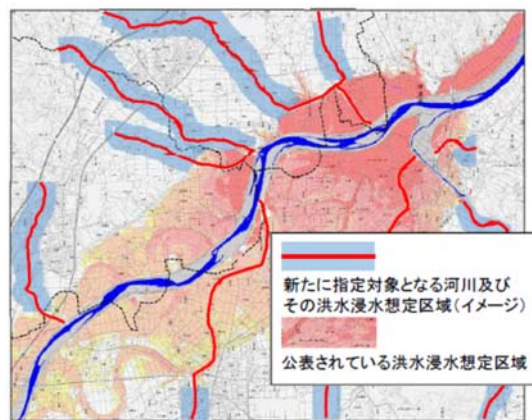 新たに指定対象となる河川及び
その洪水浸水想定区域(イメージ)
公表されている洪水浸水想定区域